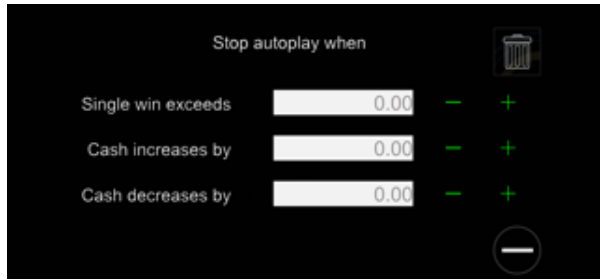 Stop autoplay when
Single win exceeds 0.00 − +
Cash increases by 0.00 − +
Cash decreases by 0.00 − +